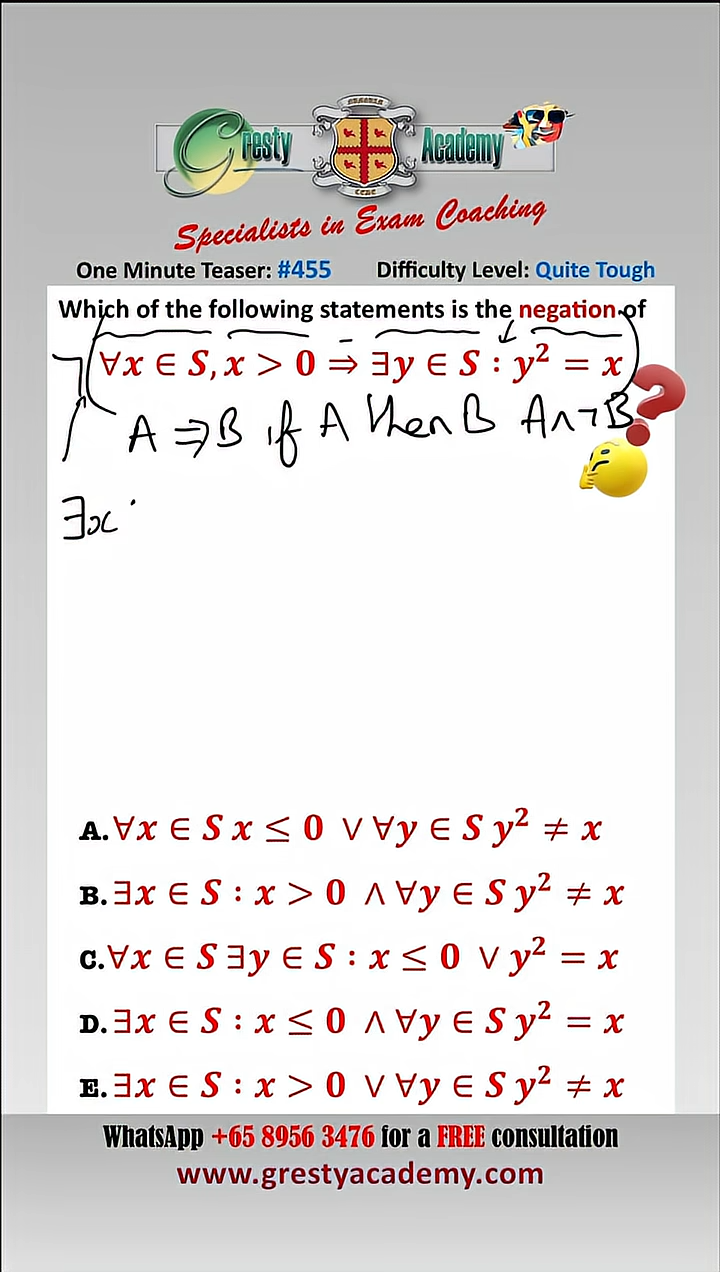 Gresty Academy
Specialists in Exam Coaching
One Minute Teaser: #455 Difficulty Level: Quite Tough
Which of the following statements is the negation of
¬(∀x ∈ S, x > 0 ⇒ ∃y ∈ S : y² = x)
?
A ⇒ B if A then B A∧¬B
∃x
A. ∀x ∈ S x ≤ 0 ∨ ∀y ∈ S y² ≠ x
B. ∃x ∈ S : x > 0 ∧ ∀y ∈ S y² ≠ x
C. ∀x ∈ S ∃y ∈ S : x ≤ 0 ∨ y² = x
D. ∃x ∈ S : x ≤ 0 ∧ ∀y ∈ S y² = x
E. ∃x ∈ S : x > 0 ∨ ∀y ∈ S y² ≠ x
WhatsApp +65 8956 3476 for a FREE consultation
www.grestyacademy.com